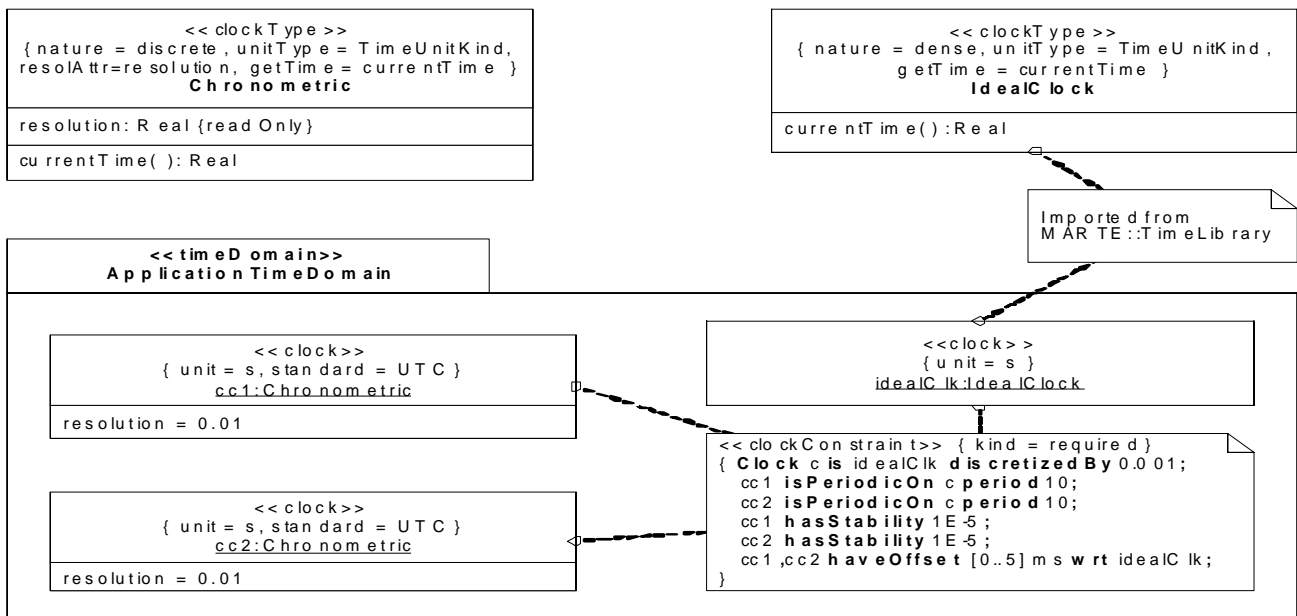 << clockType >>
{ nature = discrete, unitType = TimeUnitKind,
resolAttr=resolution, getTime = currentTime }
Chronometric
resolution: Real {readOnly}
currentTime( ): Real
<< clockType >>
{ nature = dense, unitType = TimeUnitKind,
getTime = currentTime }
IdealClock
currentTime( ):Real
Imported from
MARTE::TimeLibrary
<<timeDomain>>
ApplicationTimeDomain
<< clock>>
{ unit = s, standard = UTC }
cc1:Chronometric
resolution = 0.01
<<clock>>
{ unit = s }
idealClk:IdealClock
<< clock>>
{ unit = s, standard = UTC }
cc2:Chronometric
resolution = 0.01
<< clockConstraint>> { kind = required }
{ Clock c is idealClk discretizedBy 0.001;
cc1 isPeriodicOn c period 10;
cc2 isPeriodicOn c period 10;
cc1 hasStability 1E-5;
cc2 hasStability 1E-5;
cc1,cc2 haveOffset [0..5] ms wrt idealClk;
}